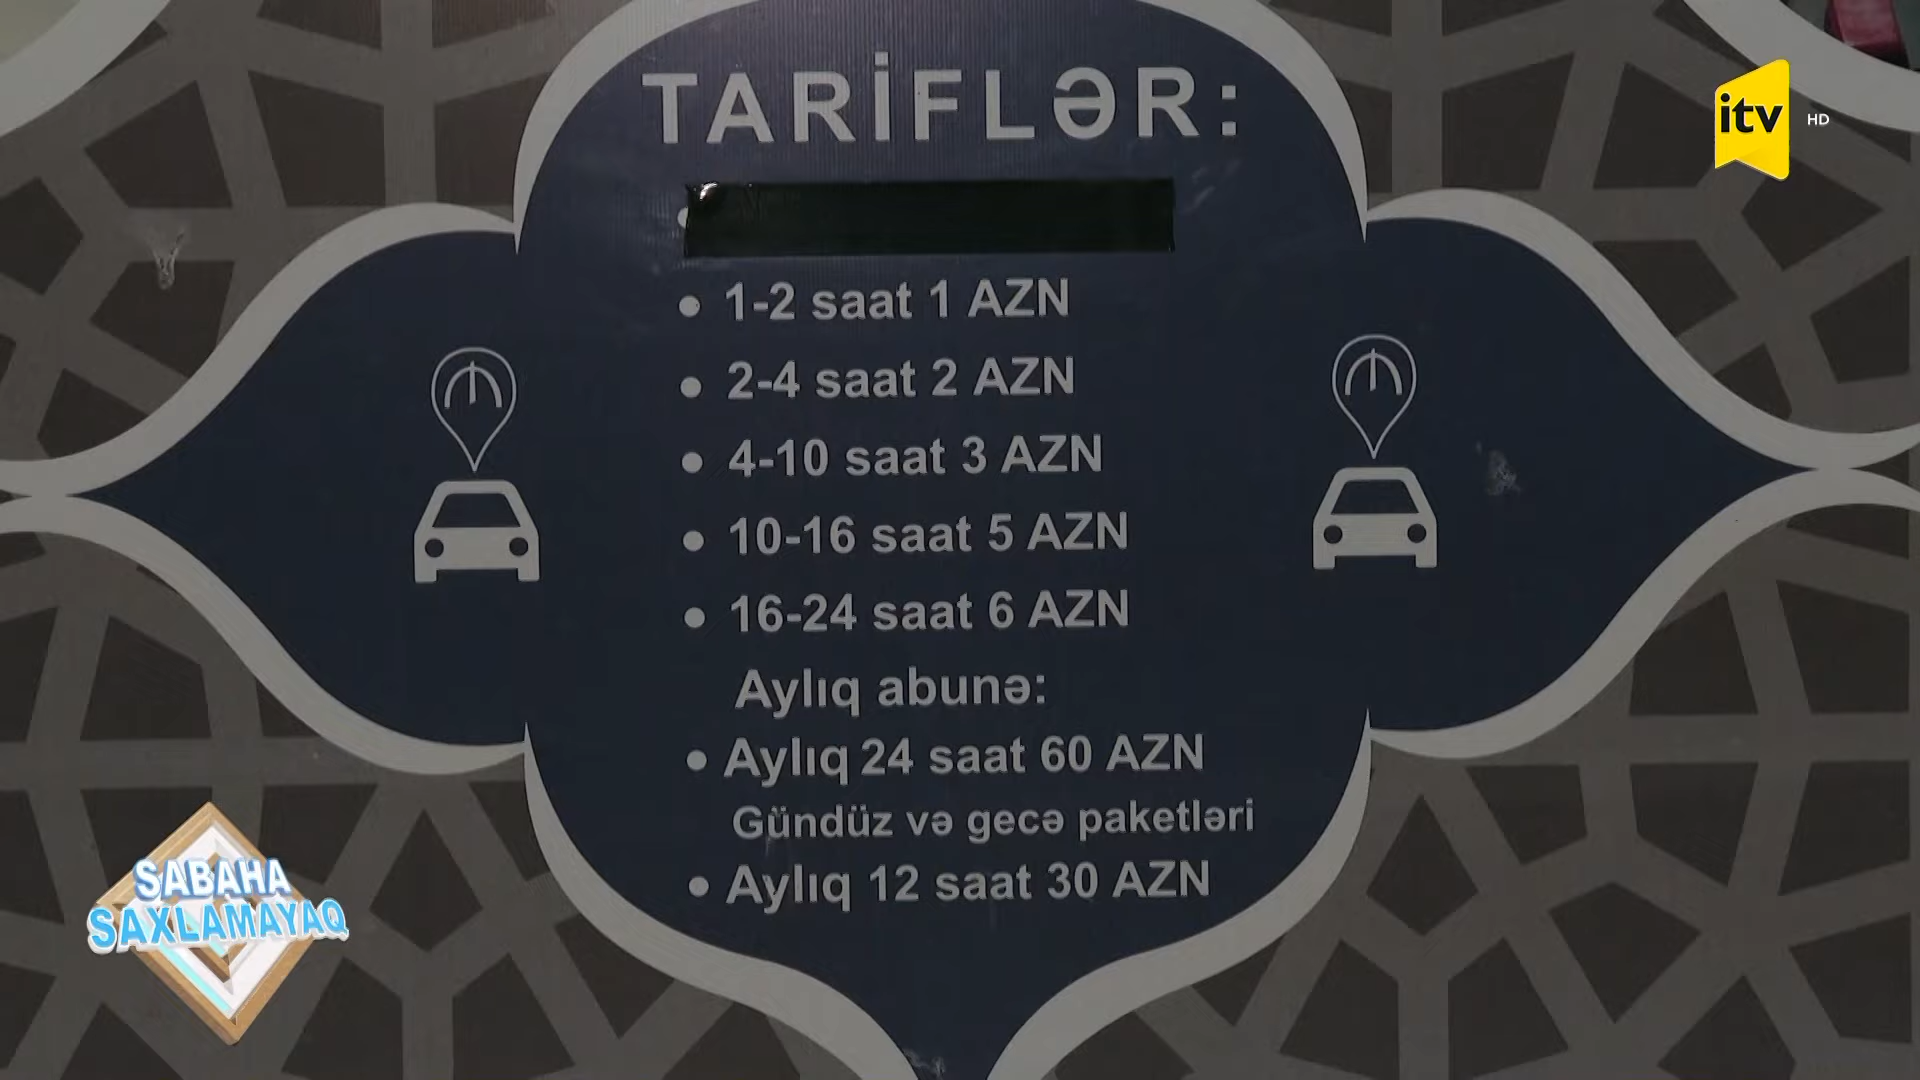 TARİFLƏR:
itv HD
1-2 saat 1 AZN
2-4 saat 2 AZN
4-10 saat 3 AZN
10-16 saat 5 AZN
16-24 saat 6 AZN
Aylıq abunə:
Aylıq 24 saat 60 AZN
Gündüz və gecə paketləri
Aylıq 12 saat 30 AZN
SABAHA
SAXLAMAYAQ